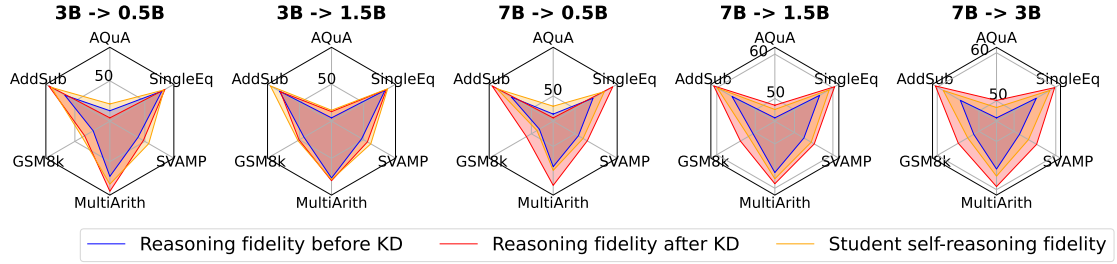 3B -> 0.5B
AQuA
50
AddSub
SingleEq
GSM8k
SVAMP
MultiArith
3B -> 1.5B
AQuA
50
AddSub
SingleEq
GSM8k
SVAMP
MultiArith
7B -> 0.5B
AQuA
50
AddSub
SingleEq
GSM8k
SVAMP
MultiArith
7B -> 1.5B
AQuA
60
50
AddSub
SingleEq
GSM8k
SVAMP
MultiArith
7B -> 3B
AQuA
60
50
AddSub
SingleEq
GSM8k
SVAMP
MultiArith
Reasoning fidelity before KD
Reasoning fidelity after KD
Student self-reasoning fidelity